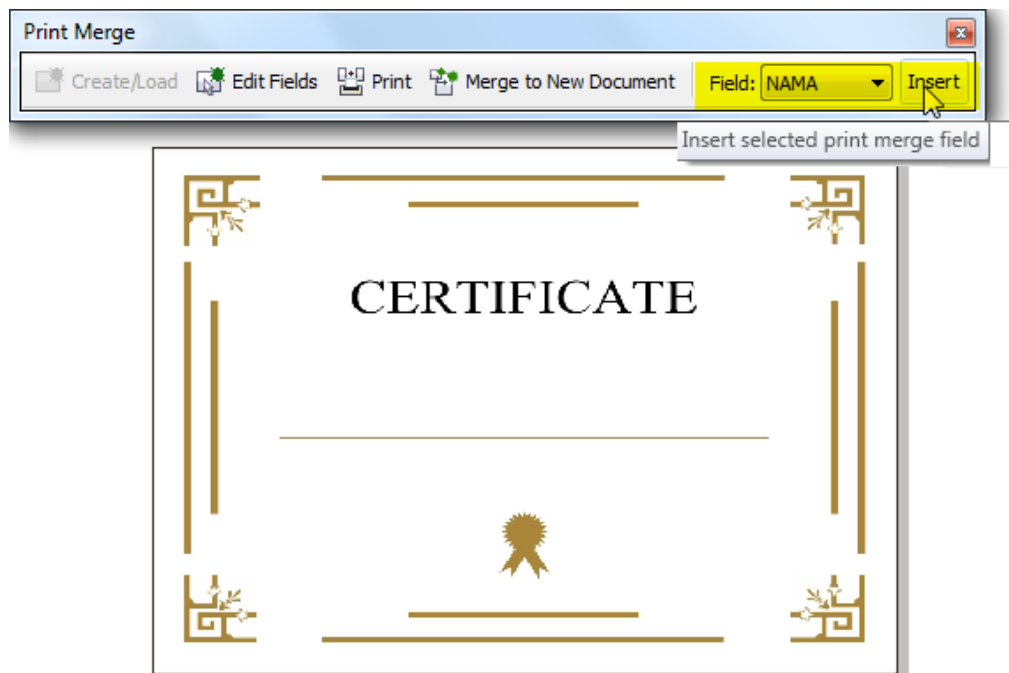 Print Merge
Create/Load Edit Fields Print Merge to New Document Field: NAMA Insert
Insert selected print merge field
CERTIFICATE